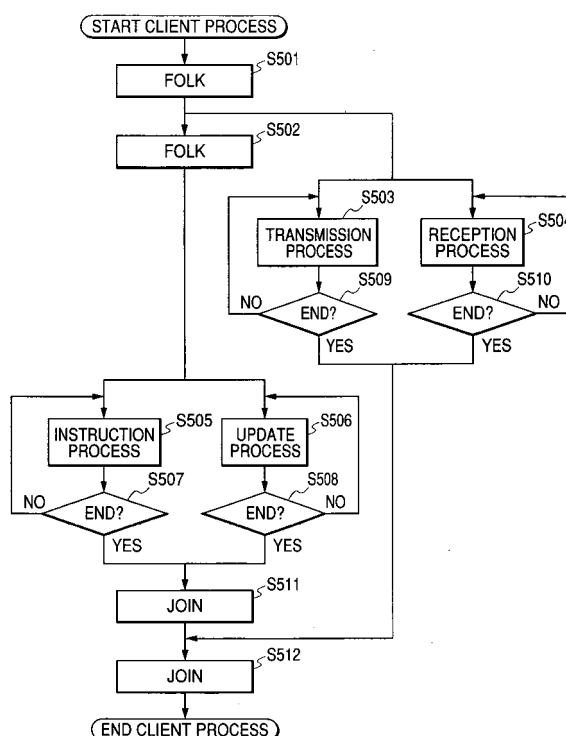 START CLIENT PROCESS
S501
FOLK
S502
FOLK
S503
TRANSMISSION
PROCESS
S504
RECEPTION
PROCESS
S509
END?
NO
YES
S510
END?
NO
YES
INSTRUCTION
PROCESS
S505
UPDATE
PROCESS
S506
S507
END?
NO
YES
S508
END?
NO
YES
S511
JOIN
S512
JOIN
END CLIENT PROCESS